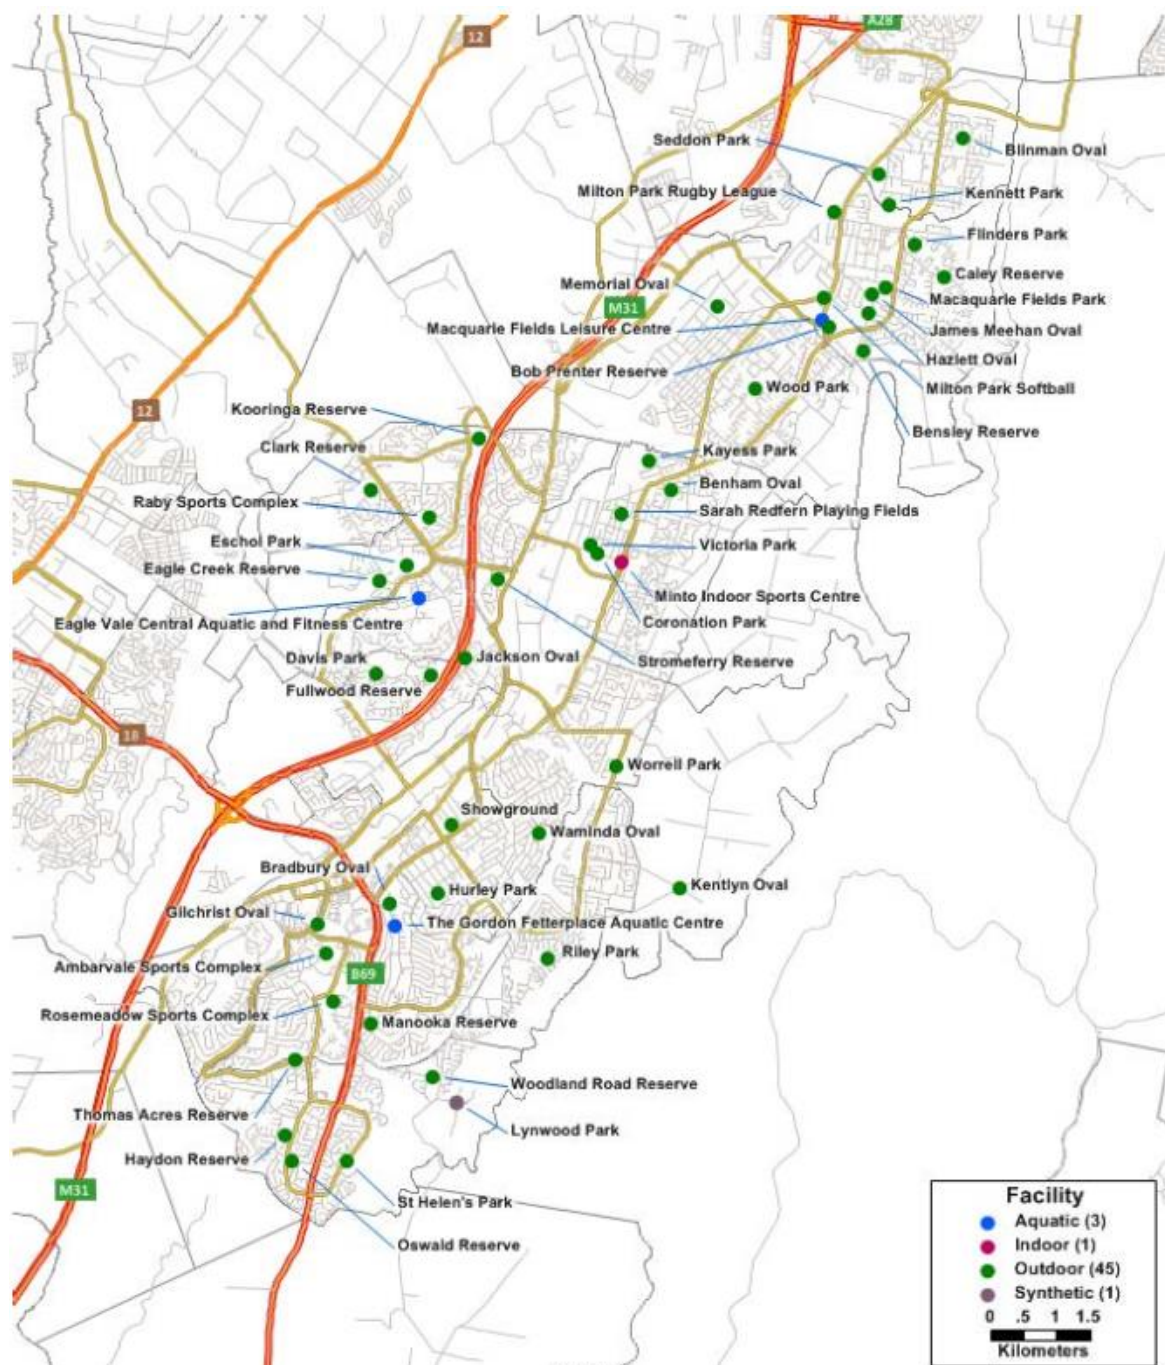 A28
12
Seddon Park
Blinman Oval
Milton Park Rugby League
Kennett Park
Flinders Park
Caley Reserve
Memorial Oval
Macaquarle Fields Park
M31
Macquarle Fields Leisure Centre
James Meehan Oval
Hazlett Oval
Bob Prenter Reserve
Wood Park
Milton Park Softball
12
Kooringa Reserve
Bensley Reserve
Clark Reserve
Kayess Park
Benham Oval
Raby Sports Complex
Sarah Redfern Playing Fields
Eschol Park
Victoria Park
Eagle Creek Reserve
Minto Indoor Sports Centre
Eagle Vale Central Aquatic and Fitness Centre
Coronation Park
Davis Park
Jackson Oval
Stromeferry Reserve
Fullwood Reserve
18
Worrell Park
Showground
Waminda Oval
Bradbury Oval
Hurley Park
Kentlyn Oval
Gilchrist Oval
The Gordon Fetterplace Aquatic Centre
Riley Park
Ambarvale Sports Complex
B69
Rosemeadow Sports Complex
Manooka Reserve
Woodland Road Reserve
Thomas Acres Reserve
Lynwood Park
Haydon Reserve
M31
St Helen's Park
Oswald Reserve
Facility
Aquatic (3)
Indoor (1)
Outdoor (45)
Synthetic (1)
0 .5 1 1.5
Kilometers